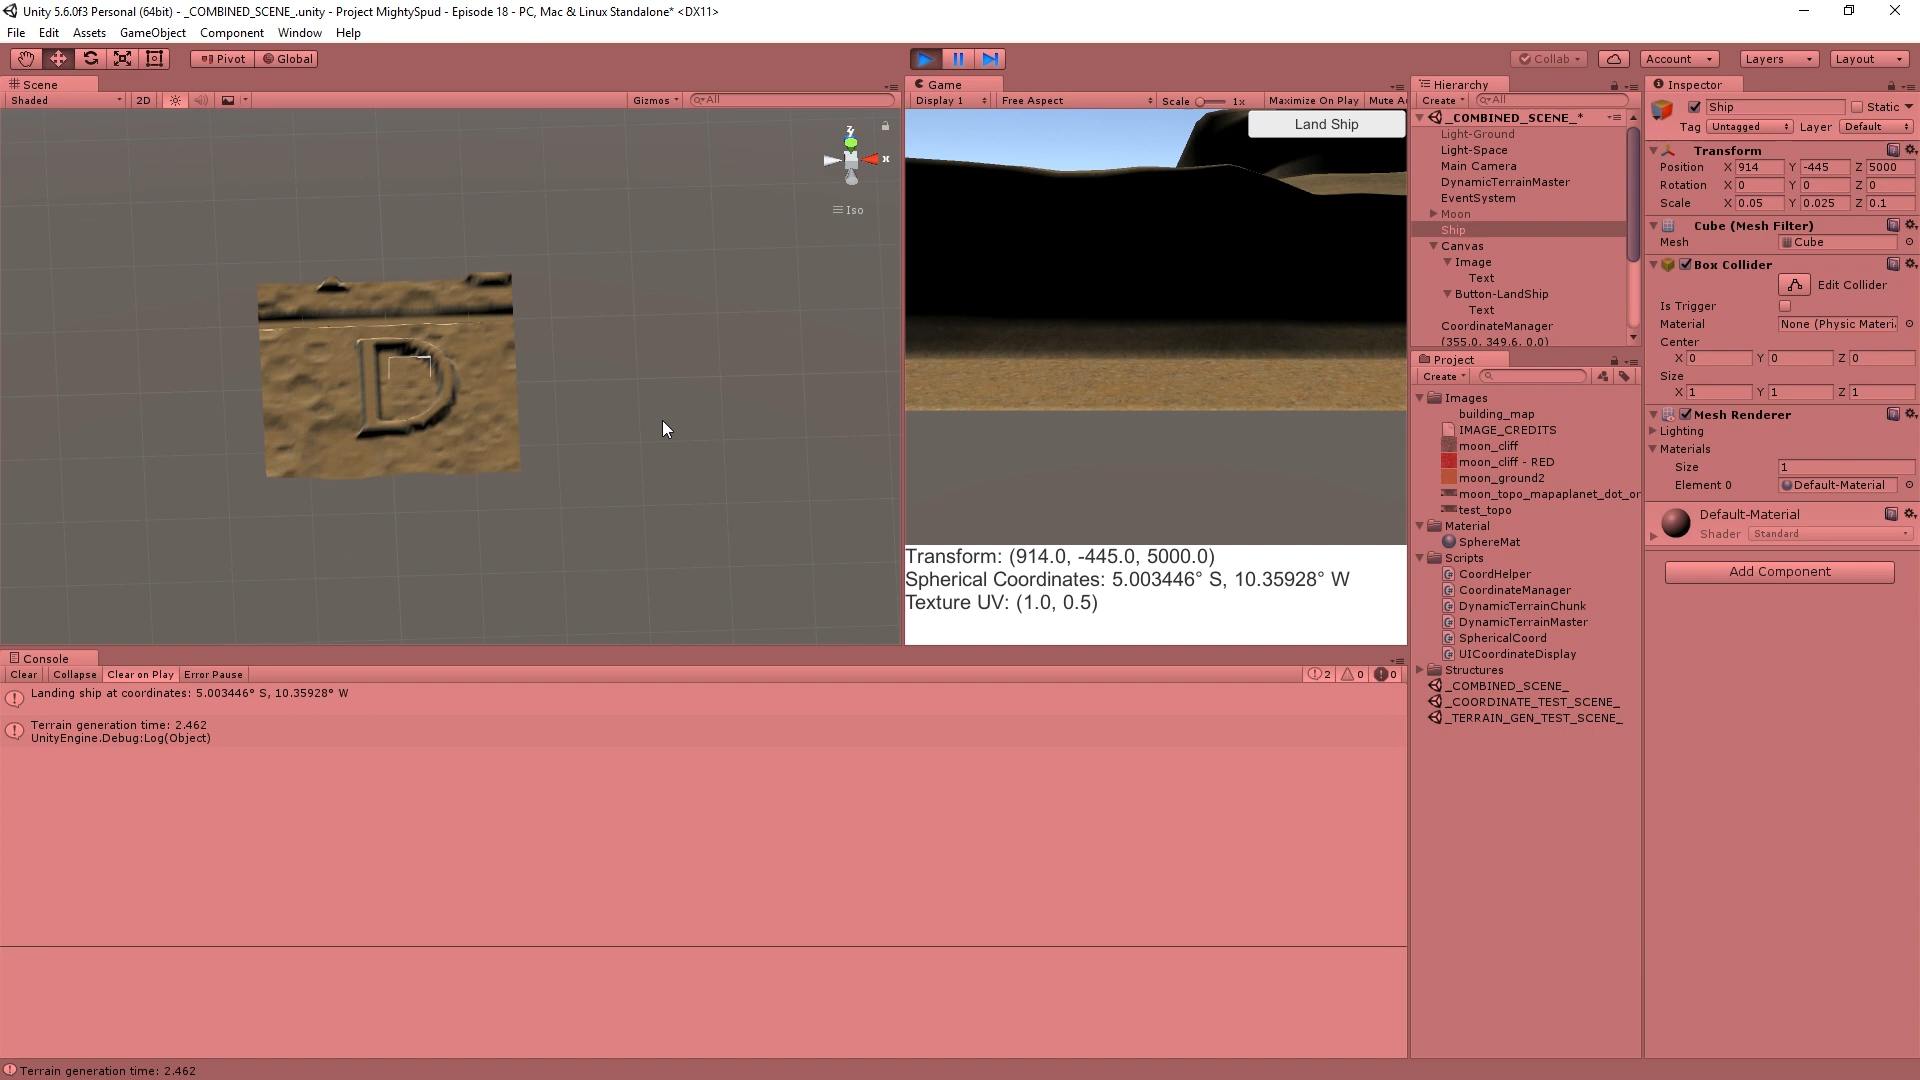 Unity 5.6.0f3 Personal (64bit) - _COMBINED_SCENE_.unity - Project MightySpud - Episode 18 - PC, Mac & Linux Standalone* <DX11>
File Edit Assets GameObject Component Window Help
Pivot Global Collab Account Layers Layout
Scene
Shaded 2D Gizmos All
z
x
Iso
D
Game
Display 1 Free Aspect Scale 1x Maximize On Play Mute Au
Land Ship
Transform: (914.0, -445.0, 5000.0)
Spherical Coordinates: 5.003446° S, 10.35928° W
Texture UV: (1.0, 0.5)
Console
Clear Collapse Clear on Play Error Pause 2 0 0
Landing ship at coordinates: 5.003446° S, 10.35928° W
Terrain generation time: 2.462
UnityEngine.Debug:Log(Object)
Terrain generation time: 2.462
Hierarchy
Create All
_COMBINED_SCENE_*
Light-Ground
Light-Space
Main Camera
DynamicTerrainMaster
EventSystem
Moon
Ship
Canvas
Image
Text
Button-LandShip
Text
CoordinateManager
(355.0, 349.6, 0.0)
Project
Create
Images
building_map
IMAGE_CREDITS
moon_cliff
moon_cliff - RED
moon_ground2
moon_topo_mapaplanet_dot_or
test_topo
Material
SphereMat
Scripts
CoordHelper
CoordinateManager
DynamicTerrainChunk
DynamicTerrainMaster
SphericalCoord
UICoordinateDisplay
Structures
_COMBINED_SCENE_
_COORDINATE_TEST_SCENE_
_TERRAIN_GEN_TEST_SCENE_
Inspector
Ship Static
Tag Untagged Layer Default
Transform
Position X 914 Y -445 Z 5000
Rotation X 0 Y 0 Z 0
Scale X 0.05 Y 0.025 Z 0.1
Cube (Mesh Filter)
Mesh Cube
Box Collider
Edit Collider
Is Trigger
Material None (Physic Materi
Center
X 0 Y 0 Z 0
Size
X 1 Y 1 Z 1
Mesh Renderer
Lighting
Materials
Size 1
Element 0 Default-Material
Default-Material
Shader Standard
Add Component